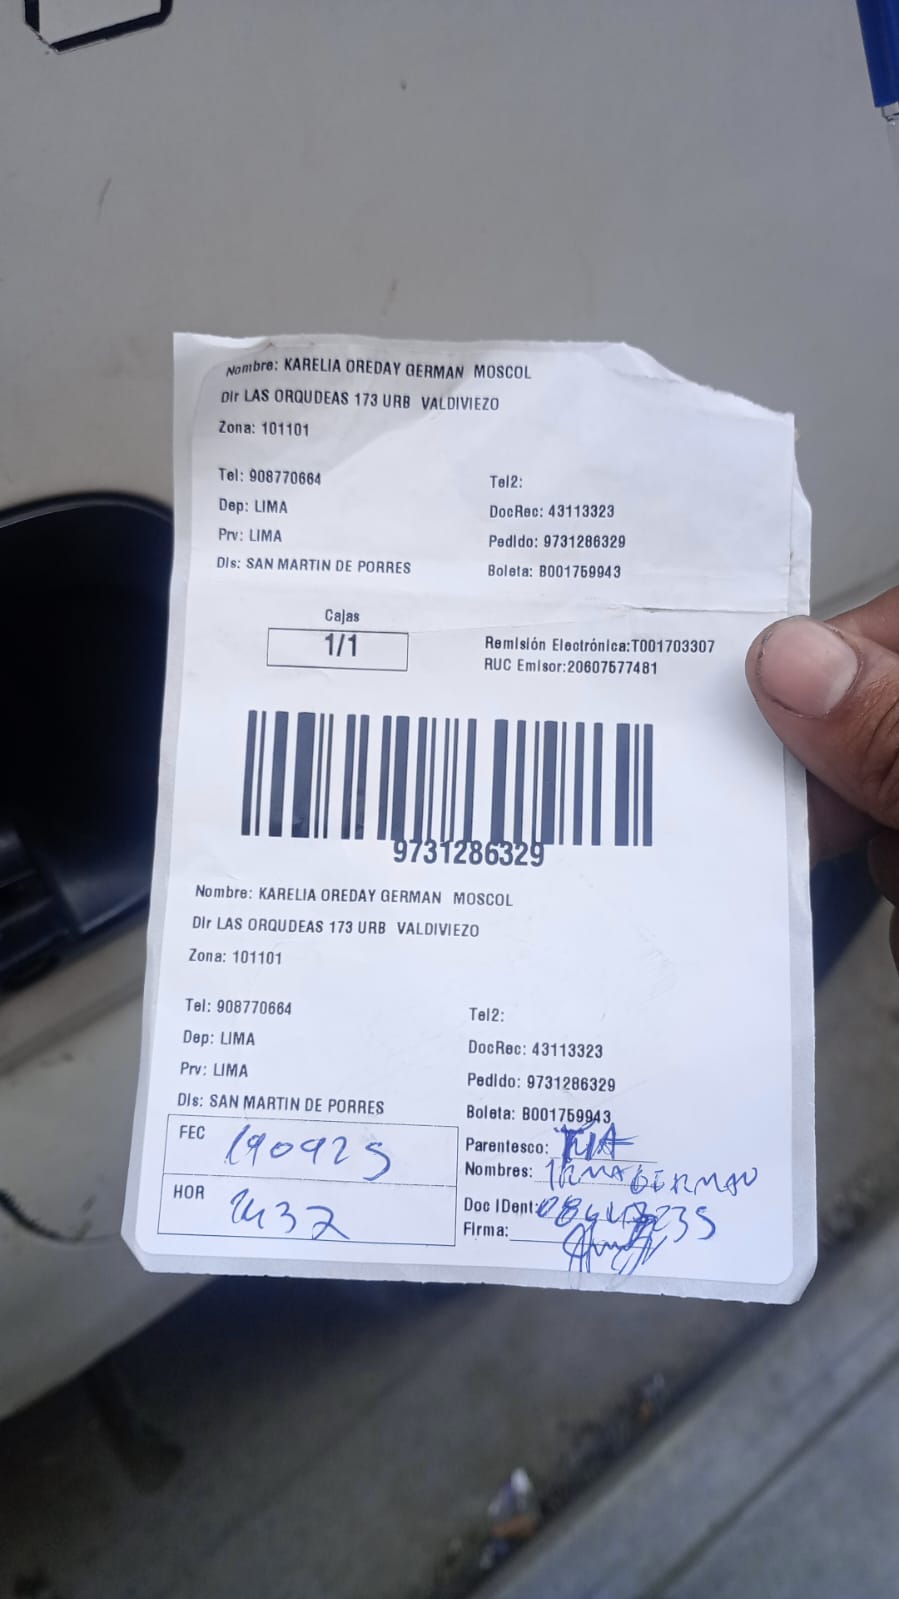 Nombre: KARELIA OREDAY GERMAN MOSCOL
Dir LAS ORQUDEAS 173 URB VALDIVIEZO
Zona: 101101
Tel: 908770664 Tel2:
Dep: LIMA DocRec: 43113323
Prv: LIMA Pedido: 9731286329
Dis: SAN MARTIN DE PORRES Boleta: B001759943
Cajas
1/1
Remisión Electrónica:T001703307
RUC Emisor:20607577481
9731286329
Nombre: KARELIA OREDAY GERMAN MOSCOL
Dir LAS ORQUDEAS 173 URB VALDIVIEZO
Zona: 101101
Tel: 908770664 Tel2:
Dep: LIMA DocRec: 43113323
Prv: LIMA Pedido: 9731286329
Dis: SAN MARTIN DE PORRES Boleta: B001759943
FEC 190925 Parentesco: TIA
Nombres: IRMA GERMAN
HOR Doc IDent:
Firma: